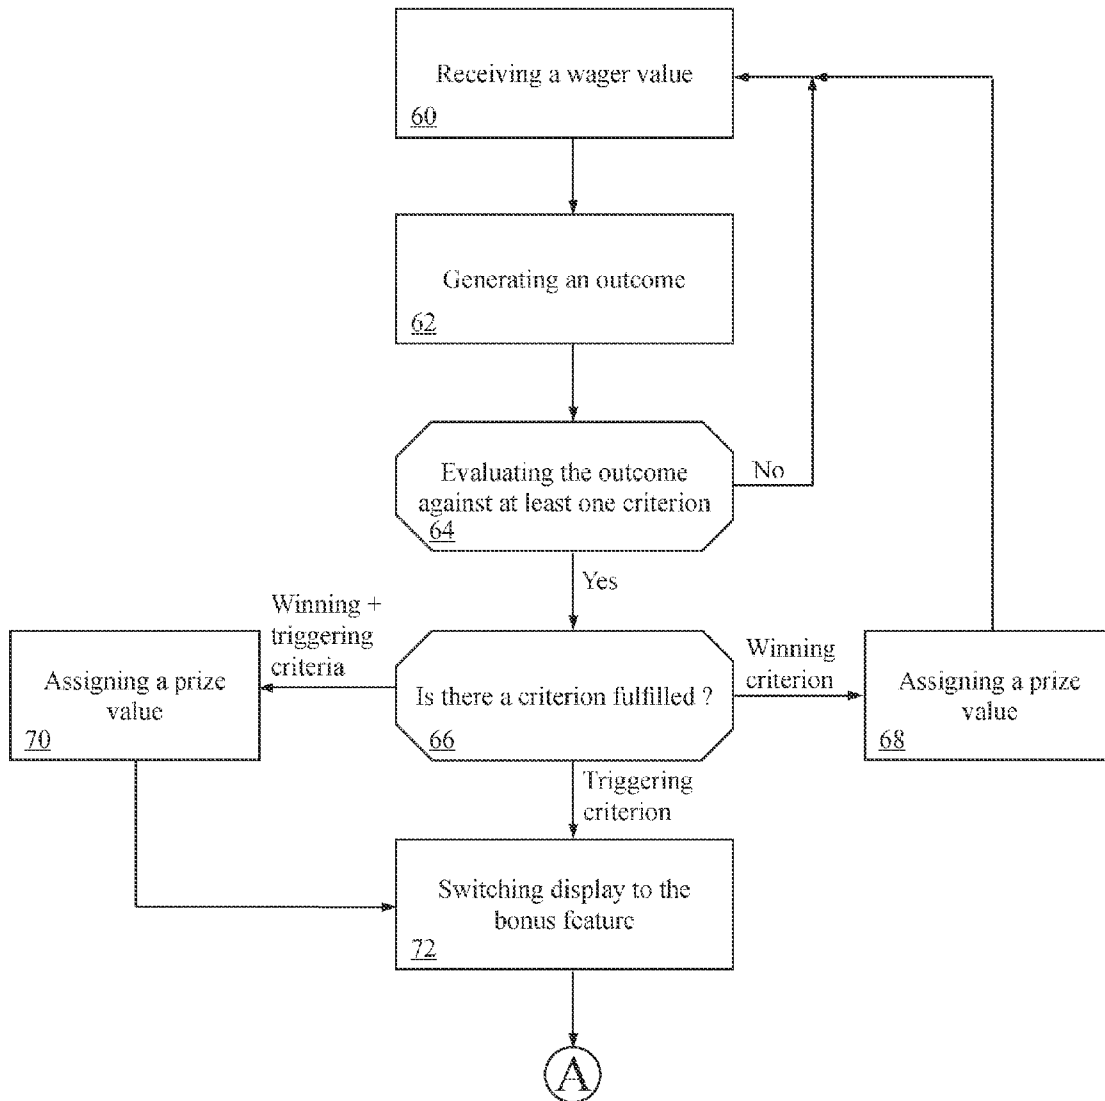 Receiving a wager value
60
Generating an outcome
62
Evaluating the outcome
against at least one criterion
64
No
Yes
Winning +
triggering
criteria
Winning
criterion
Assigning a prize
value
70
Is there a criterion fulfilled ?
66
Assigning a prize
value
68
Triggering
criterion
Switching display to the
bonus feature
72
A